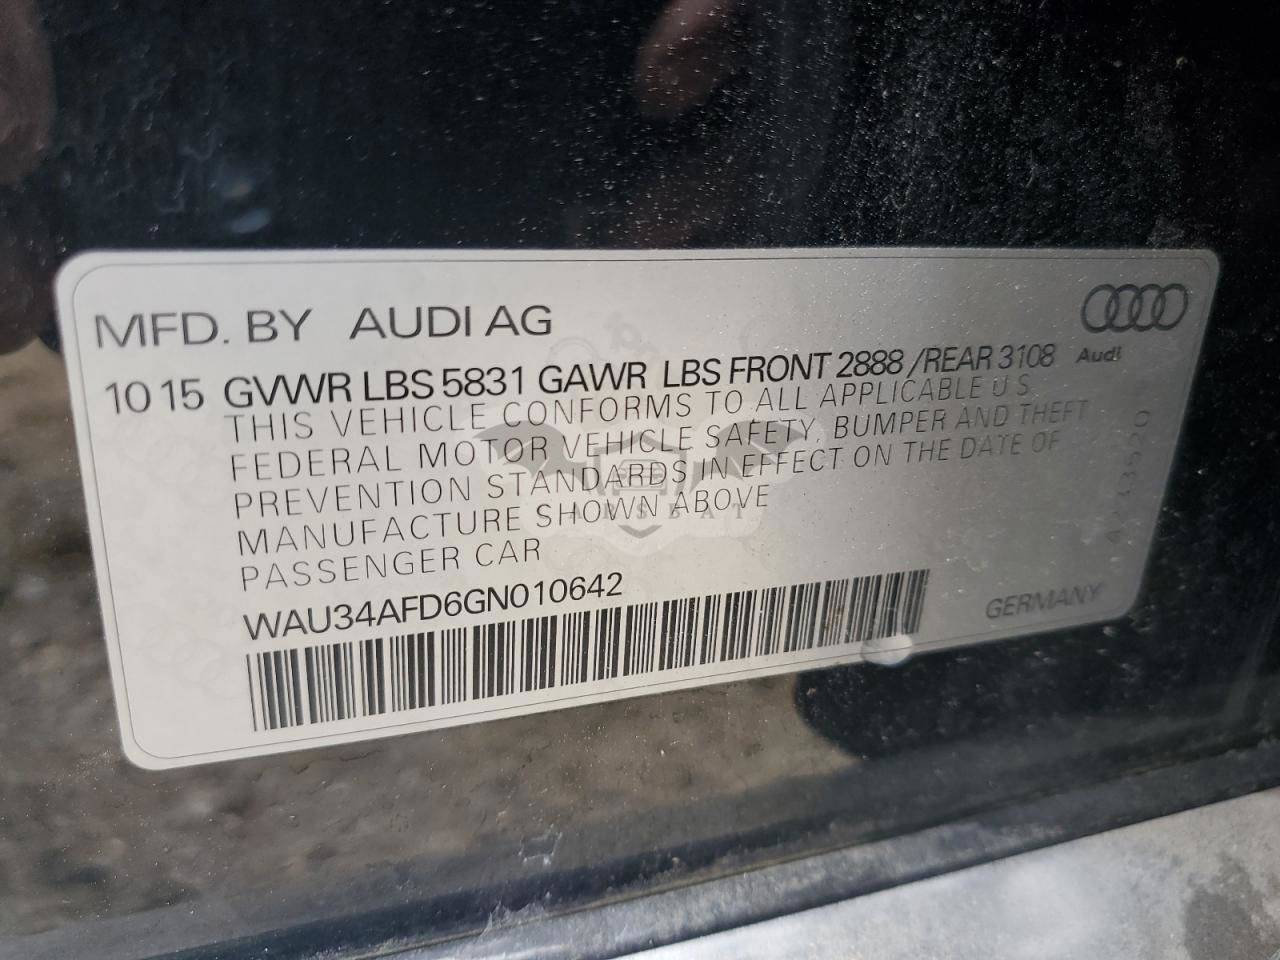 MFD. BY AUDI AG
10 15 GVWR LBS 5831 GAWR LBS FRONT 2888 /REAR 3108
Audi
THIS VEHICLE CONFORMS TO ALL APPLICABLE U S
FEDERAL MOTOR VEHICLE SAFETY, BUMPER AND THEFT
PREVENTION STANDARDS IN EFFECT ON THE DATE OF
MANUFACTURE SHOWN ABOVE
PASSENGER CAR
ARSBAT
WAU34AFD6GN010642
GERMANY